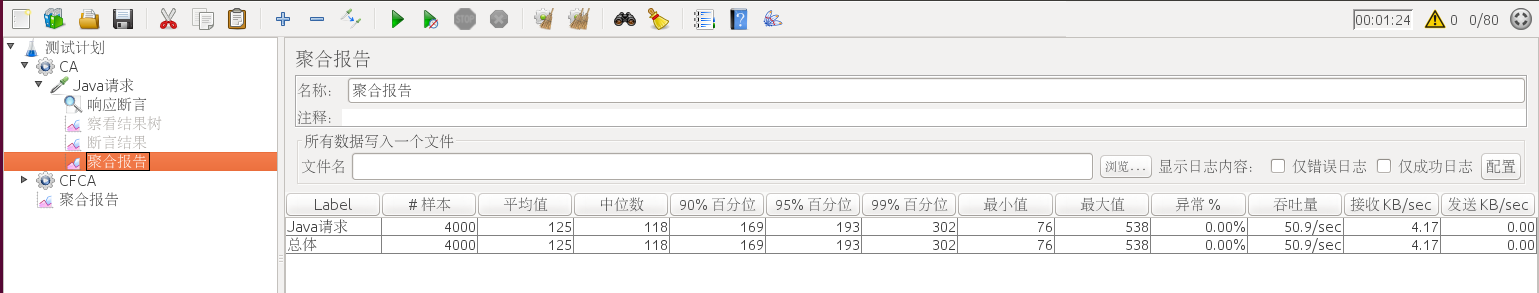 STOP
00:01:24 0 0/80
测试计划
CA
Java请求
响应断言
察看结果树
断言结果
聚合报告
CFCA
聚合报告
聚合报告
名称: 聚合报告
注释:
所有数据写入一个文件
文件名 浏览... 显示日志内容: 仅错误日志 仅成功日志 配置
Label # 样本 平均值 中位数 90% 百分位 95% 百分位 99% 百分位 最小值 最大值 异常 % 吞吐量 接收 KB/sec 发送 KB/sec
Java请求 4000 125 118 169 193 302 76 538 0.00% 50.9/sec 4.17 0.00
总体 4000 125 118 169 193 302 76 538 0.00% 50.9/sec 4.17 0.00